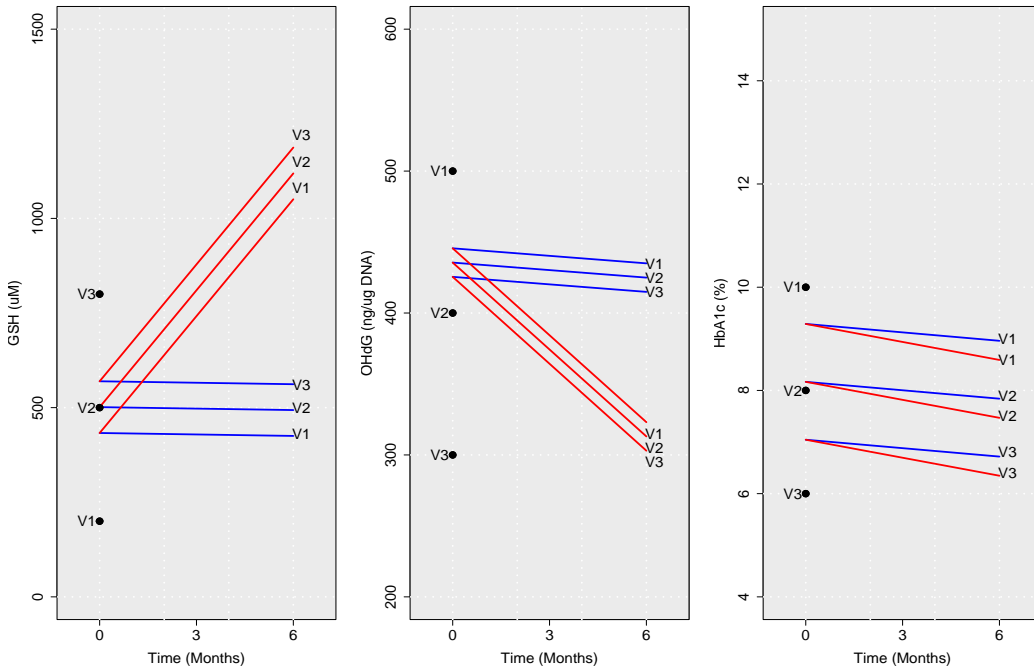 GSH (uM)
1500
1000
500
0
V3
V2
V1
V3
V2
V1
V3
V2
V1
0 3 6
Time (Months)
OHdG (ng/ug DNA)
600
500
400
300
200
V1
V2
V3
V1
V2
V3
V1
V2
V3
0 3 6
Time (Months)
HbA1c (%)
14
12
10
8
6
4
V1
V2
V3
V1
V1
V2
V2
V3
V3
0 3 6
Time (Months)